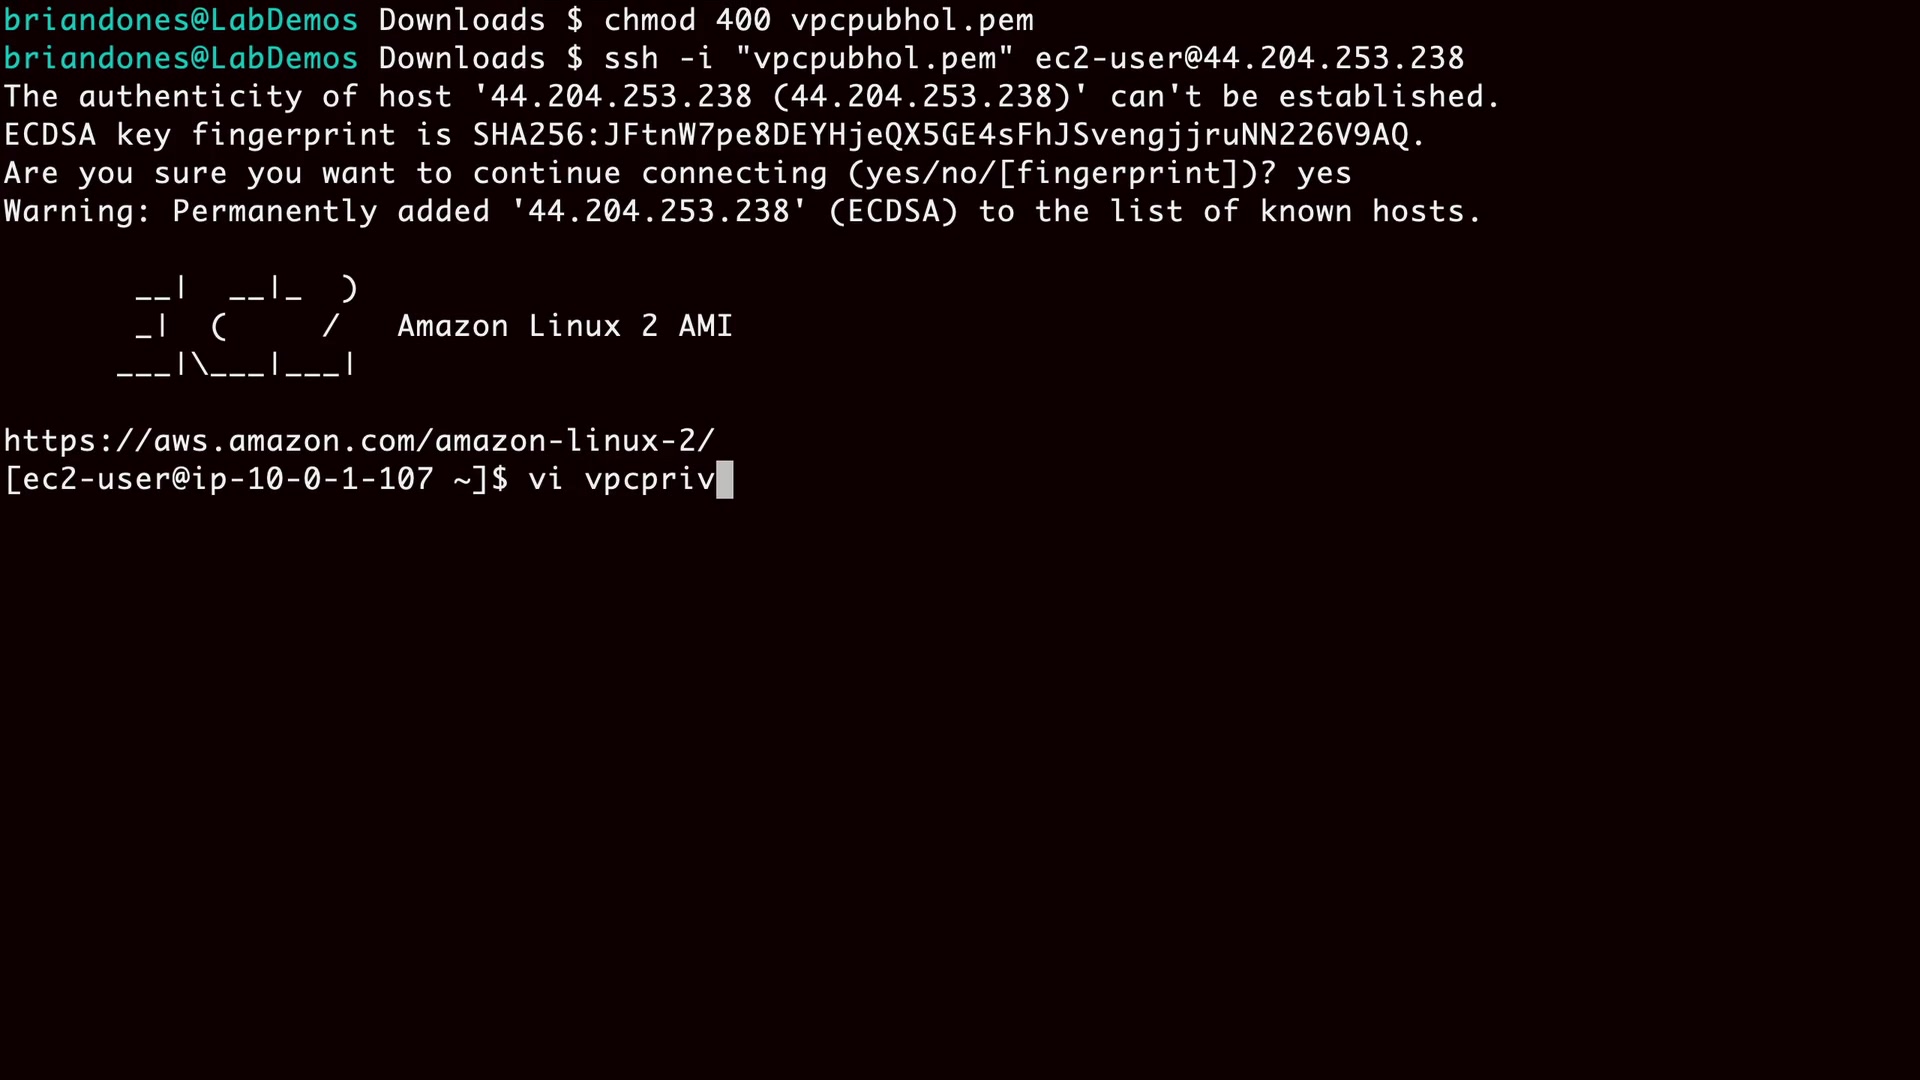 briandones@LabDemos Downloads $ chmod 400 vpcpubhol.pem
briandones@LabDemos Downloads $ ssh -i "vpcpubhol.pem" ec2-user@44.204.253.238
The authenticity of host '44.204.253.238 (44.204.253.238)' can't be established.
ECDSA key fingerprint is SHA256:JFtnW7pe8DEYHjeQX5GE4sFhJSvengjjruNN226V9AQ.
Are you sure you want to continue connecting (yes/no/[fingerprint])? yes
Warning: Permanently added '44.204.253.238' (ECDSA) to the list of known hosts.

       __|  __|_  )
       _|  (     /   Amazon Linux 2 AMI
      ___|\___|___|

https://aws.amazon.com/amazon-linux-2/
[ec2-user@ip-10-0-1-107 ~]$ vi vpcpriv